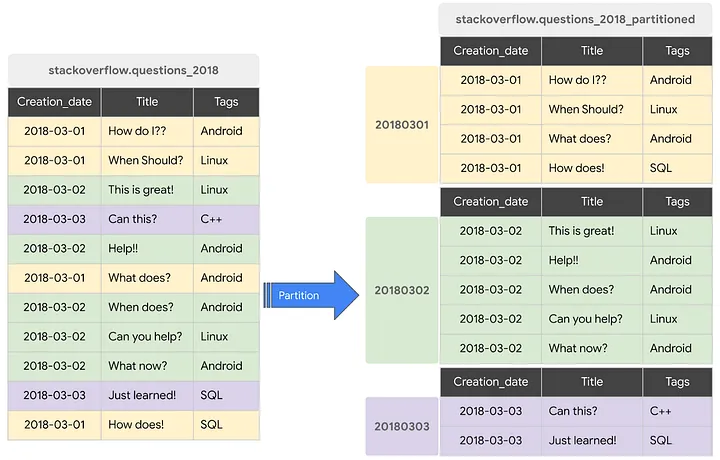 stackoverflow.questions_2018
Creation_date Title Tags
2018-03-01 How do I?? Android
2018-03-01 When Should? Linux
2018-03-02 This is great! Linux
2018-03-03 Can this? C++
2018-03-02 Help!! Android
2018-03-01 What does? Android
2018-03-02 When does? Android
2018-03-02 Can you help? Linux
2018-03-02 What now? Android
2018-03-03 Just learned! SQL
2018-03-01 How does! SQL
Partition
stackoverflow.questions_2018_partitioned
20180301
Creation_date Title Tags
2018-03-01 How do I?? Android
2018-03-01 When Should? Linux
2018-03-01 What does? Android
2018-03-01 How does! SQL
20180302
Creation_date Title Tags
2018-03-02 This is great! Linux
2018-03-02 Help!! Android
2018-03-02 When does? Android
2018-03-02 Can you help? Linux
2018-03-02 What now? Android
20180303
Creation_date Title Tags
2018-03-03 Can this? C++
2018-03-03 Just learned! SQL